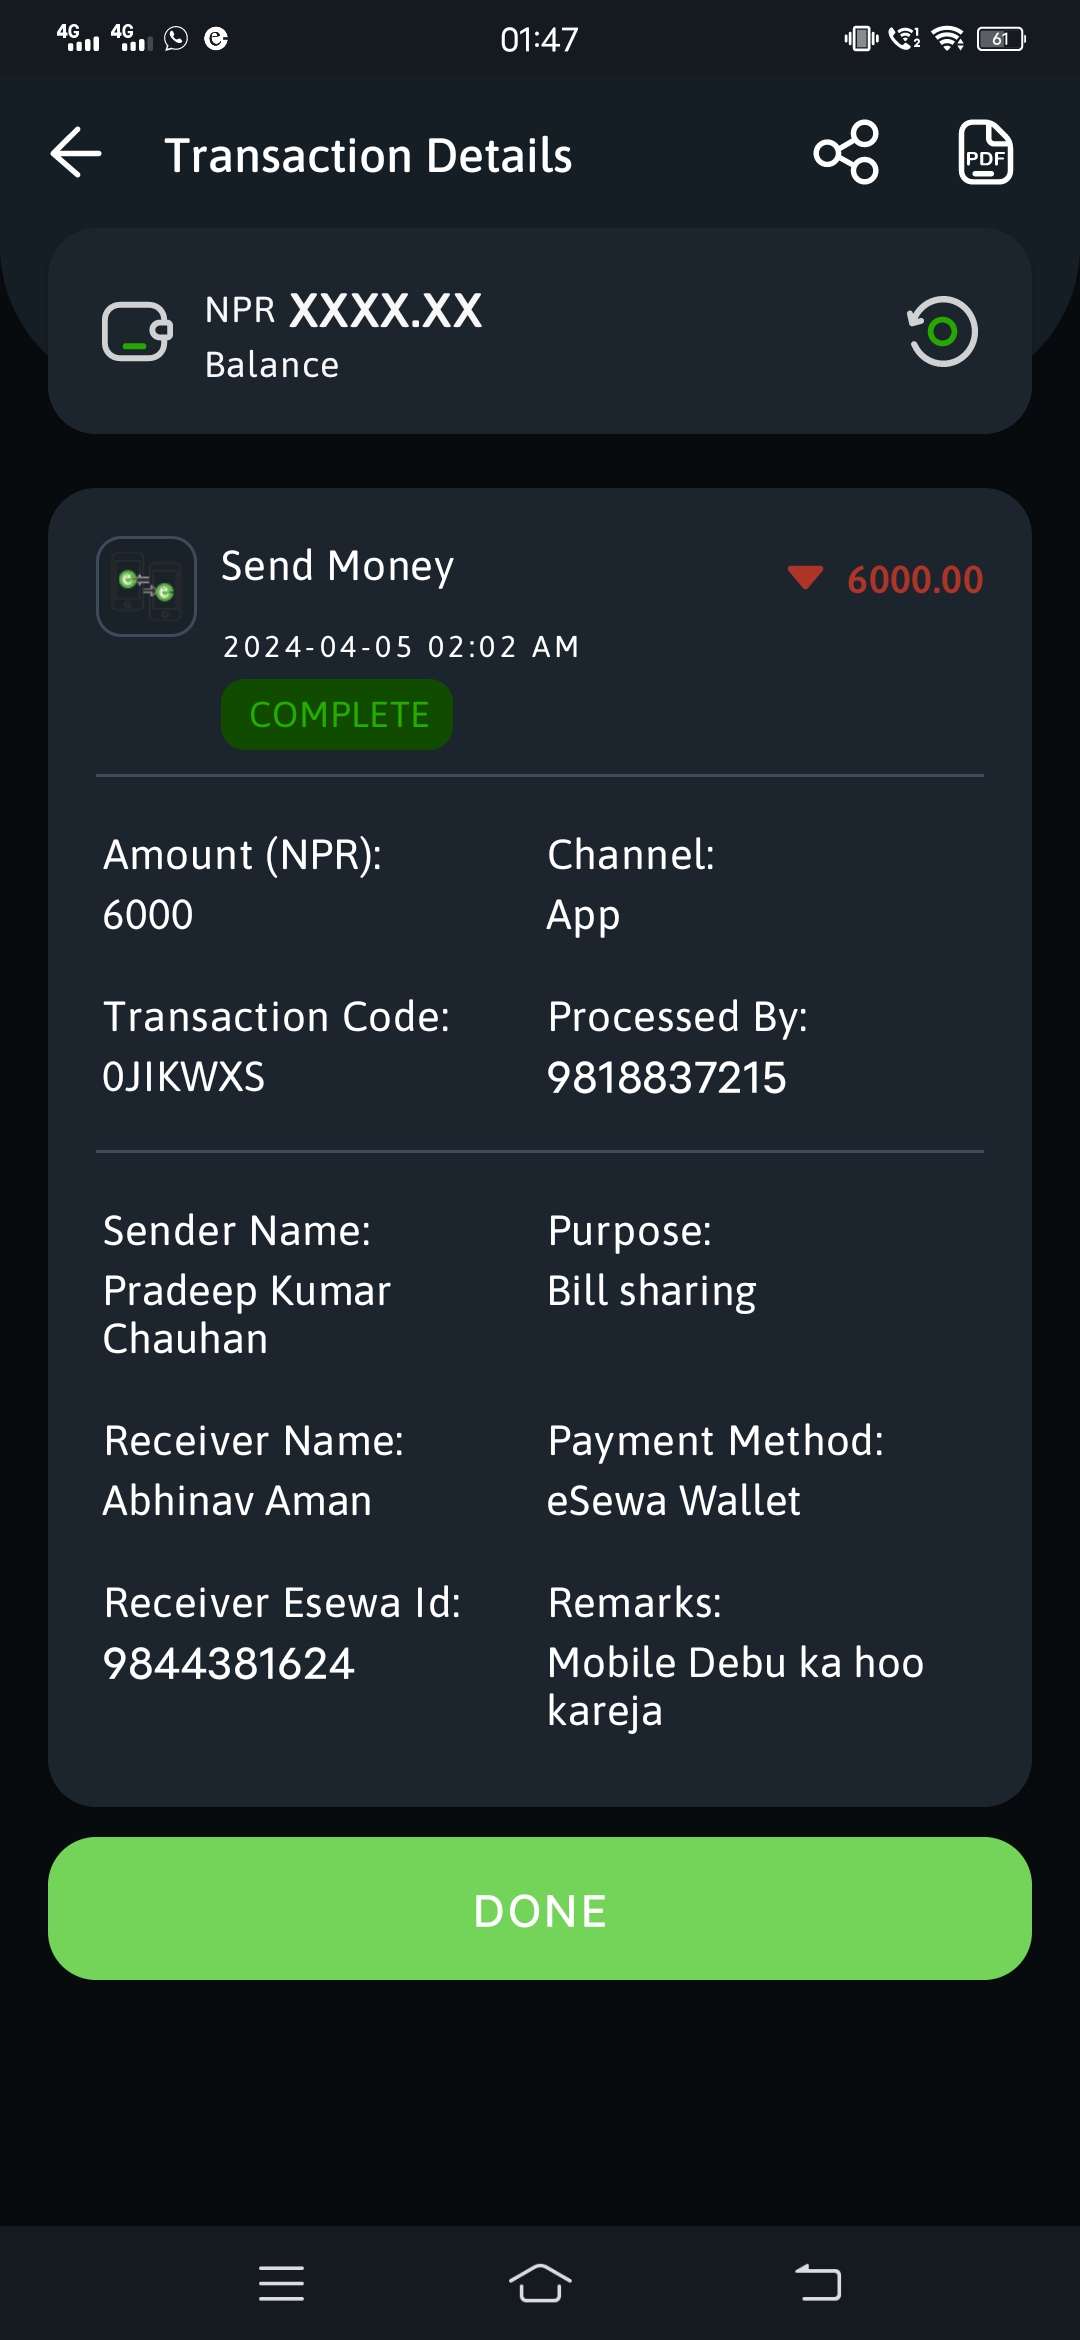 4G 4G 01:47 61
Transaction Details
PDF
NPR XXXX.XX
Balance
Send Money
6000.00
2024-04-05 02:02 AM
COMPLETE
Amount (NPR): Channel:
6000 App
Transaction Code: Processed By:
0JIKWXS 9818837215
Sender Name: Purpose:
Pradeep Kumar Bill sharing
Chauhan
Receiver Name: Payment Method:
Abhinav Aman eSewa Wallet
Receiver Esewa Id: Remarks:
9844381624 Mobile Debu ka hoo
kareja
DONE